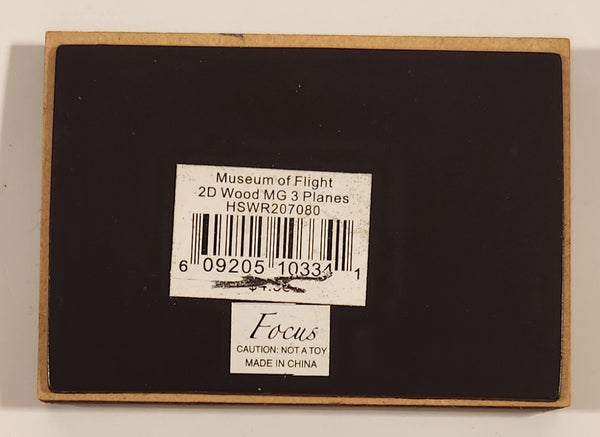 Museum of Flight
2D Wood MG 3 Planes
HSWR207080
6 09205 10334 1
Focus
CAUTION: NOT A TOY
MADE IN CHINA